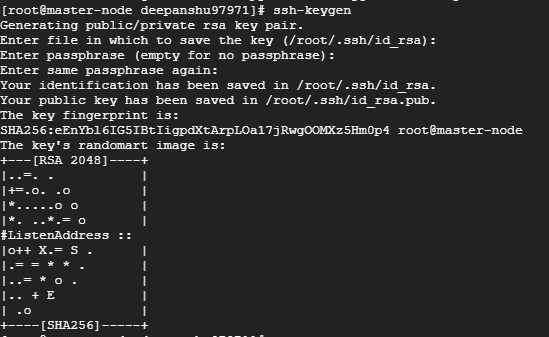 [root@master-node deepanshu97971]# ssh-keygen
Generating public/private rsa key pair.
Enter file in which to save the key (/root/.ssh/id_rsa):
Enter passphrase (empty for no passphrase):
Enter same passphrase again:
Your identification has been saved in /root/.ssh/id_rsa.
Your public key has been saved in /root/.ssh/id_rsa.pub.
The key fingerprint is:
SHA256:eEnYbl6IG5IBtIigpdXtArpLOa17jRwgOOMXz5Hm0p4 root@master-node
The key's randomart image is:
+---[RSA 2048]----+
|..=. .           |
|+=.o. .o         |
|*.....o o        |
|*. ..*.= o       |
#ListenAddress ::
|o++ X.= S .      |
|.= = * * .       |
|..= * o .        |
|.. + E           |
| .o              |
+----[SHA256]-----+